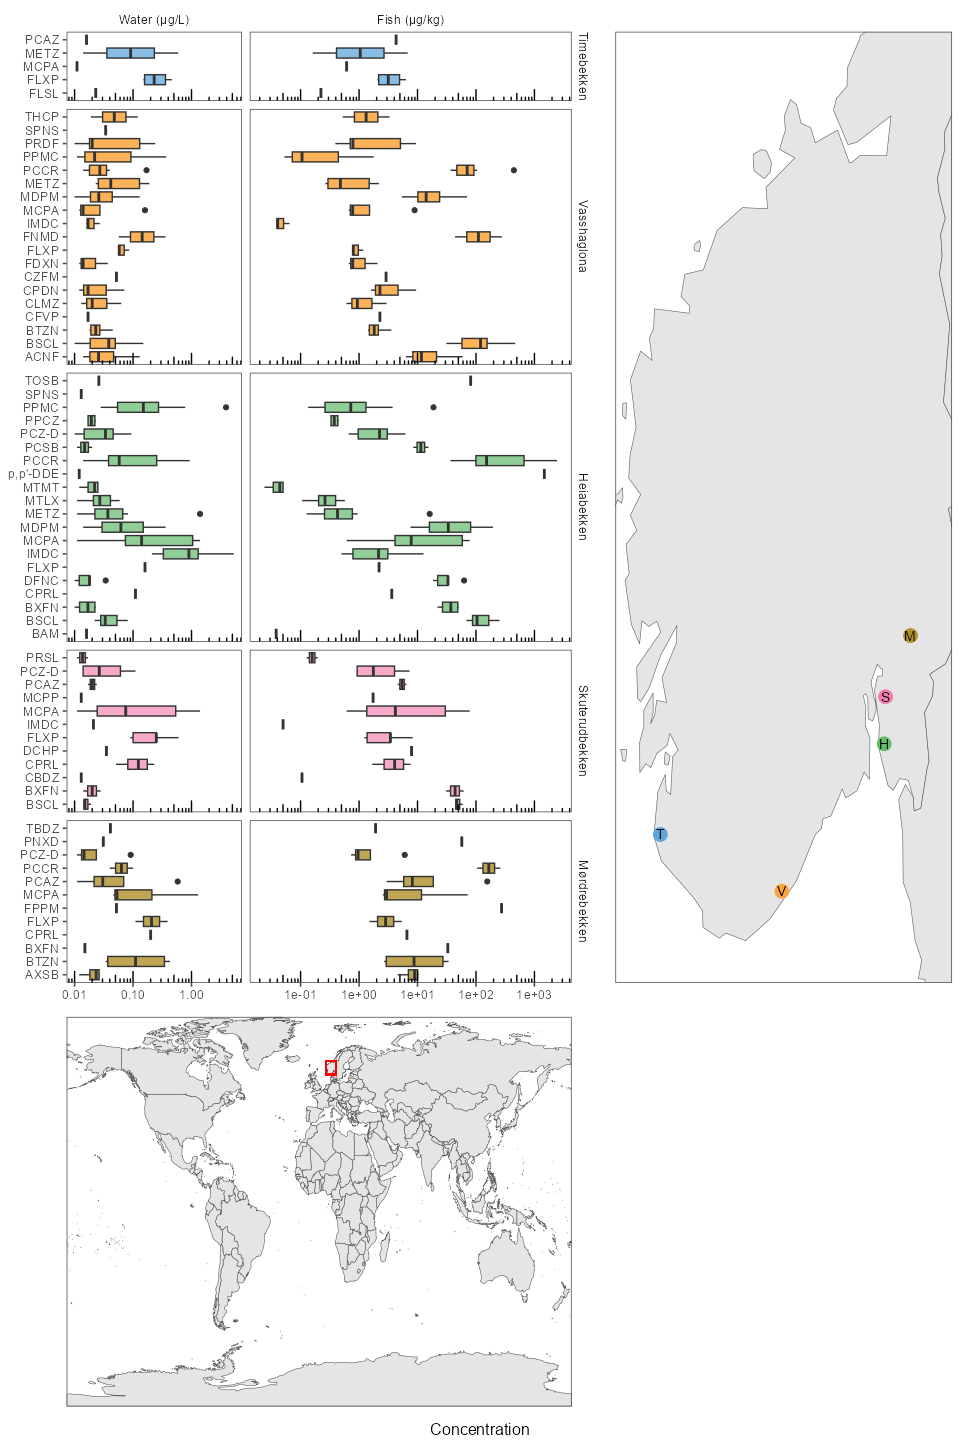 Water (µg/L) Fish (µg/kg)
PCAZ
METZ
MCPA
FLXP
FLSL
Timebekken
THCP
SPNS
PRDF
PPMC
PCCR
METZ
MDPM
MCPA
IMDC
FNMD
FLXP
FDXN
CZFM
CPDN
CLMZ
CFVP
BTZN
BSCL
ACNF
Vasshaglona
TOSB
SPNS
PPMC
PPCZ
PCZ-D
PCSB
PCCR
p,p'-DDE
MTMT
MTLX
METZ
MDPM
MCPA
IMDC
FLXP
DFNC
CPRL
BXFN
BSCL
BAM
Heiabekken
PRSL
PCZ-D
PCAZ
MCPP
MCPA
IMDC
FLXP
DCHP
CPRL
CBDZ
BXFN
BSCL
Skuterudbekken
TBDZ
PNXD
PCZ-D
PCCR
PCAZ
MCPA
FPPM
FLXP
CPRL
BXFN
BTZN
AXSB
Mørdrebekken
0.01 0.10 1.00 1e-01 1e+00 1e+01 1e+02 1e+03
M
S
H
T
V
Concentration